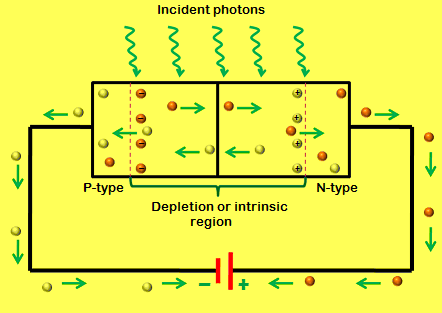 Incident photons
P-type
N-type
Depletion or intrinsic
region
− +